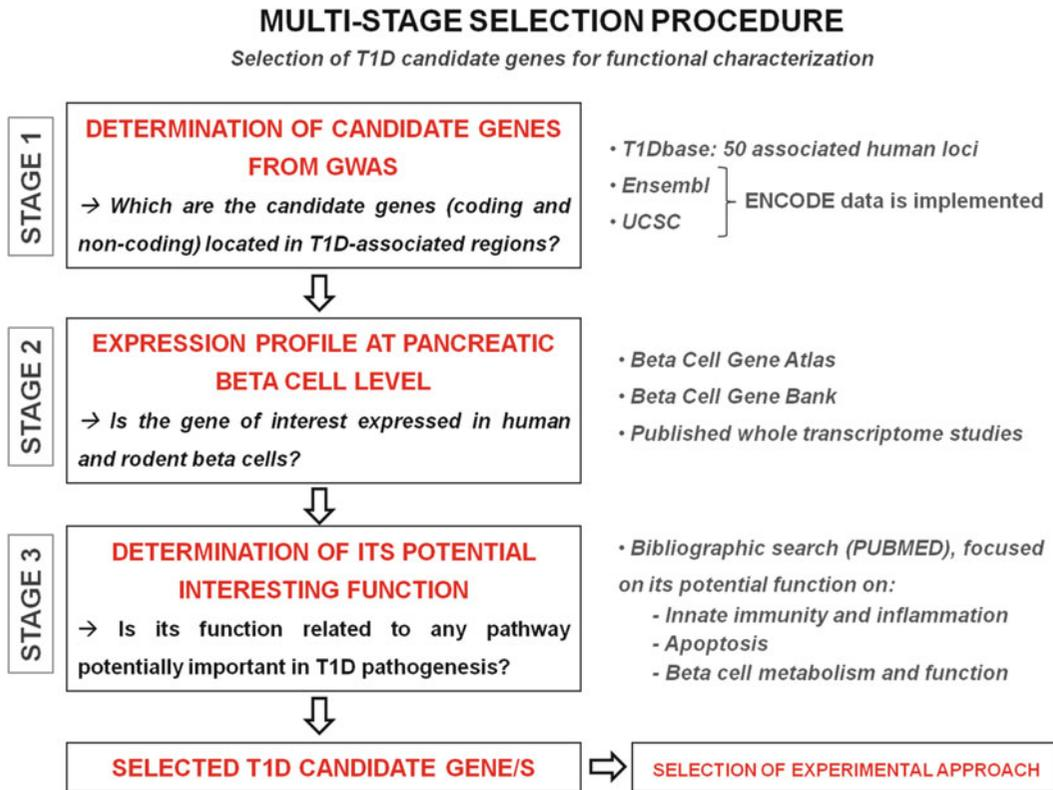 MULTI-STAGE SELECTION PROCEDURE
Selection of T1D candidate genes for functional characterization
STAGE 1
DETERMINATION OF CANDIDATE GENES
FROM GWAS
→ Which are the candidate genes (coding and
non-coding) located in T1D-associated regions?
• T1Dbase: 50 associated human loci
• Ensembl
• UCSC
ENCODE data is implemented
STAGE 2
EXPRESSION PROFILE AT PANCREATIC
BETA CELL LEVEL
→ Is the gene of interest expressed in human
and rodent beta cells?
• Beta Cell Gene Atlas
• Beta Cell Gene Bank
• Published whole transcriptome studies
STAGE 3
DETERMINATION OF ITS POTENTIAL
INTERESTING FUNCTION
→ Is its function related to any pathway
potentially important in T1D pathogenesis?
• Bibliographic search (PUBMED), focused
on its potential function on:
- Innate immunity and inflammation
- Apoptosis
- Beta cell metabolism and function
SELECTED T1D CANDIDATE GENE/S
SELECTION OF EXPERIMENTAL APPROACH